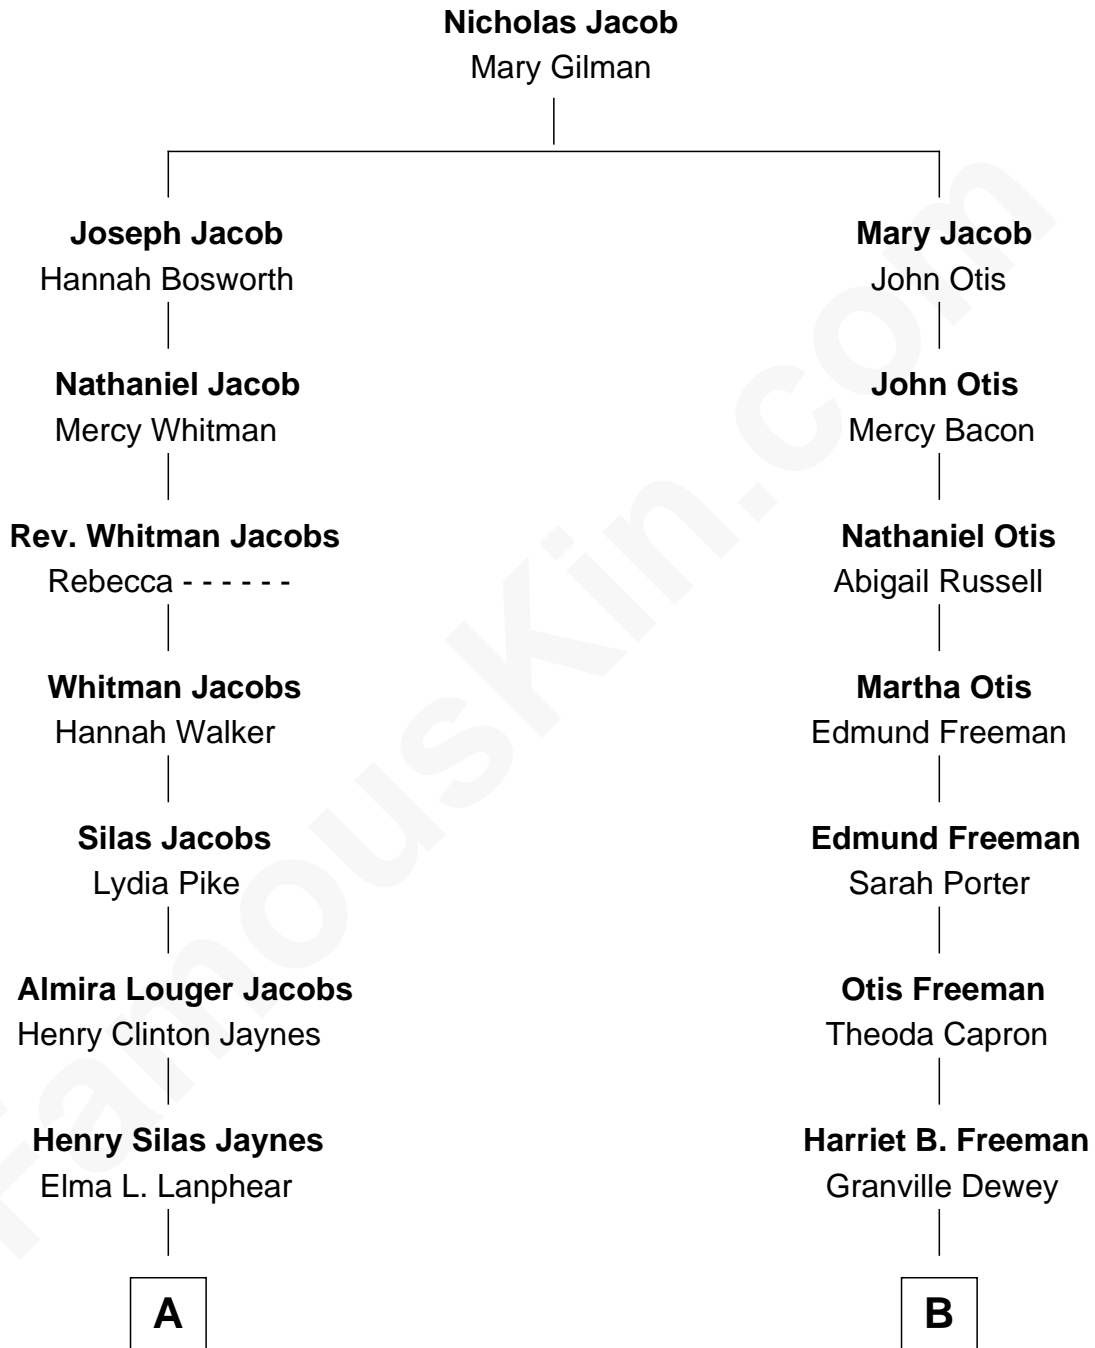 Nicholas Jacob
Mary Gilman
Joseph Jacob
Hannah Bosworth
Mary Jacob
John Otis
Nathaniel Jacob
Mercy Whitman
John Otis
Mercy Bacon
Rev. Whitman Jacobs
Rebecca - - - - - -
Nathaniel Otis
Abigail Russell
Whitman Jacobs
Hannah Walker
Martha Otis
Edmund Freeman
Silas Jacobs
Lydia Pike
Edmund Freeman
Sarah Porter
Almira Louger Jacobs
Henry Clinton Jaynes
Otis Freeman
Theoda Capron
Henry Silas Jaynes
Elma L. Lanphear
Harriet B. Freeman
Granville Dewey
A
B
FamousKin.com